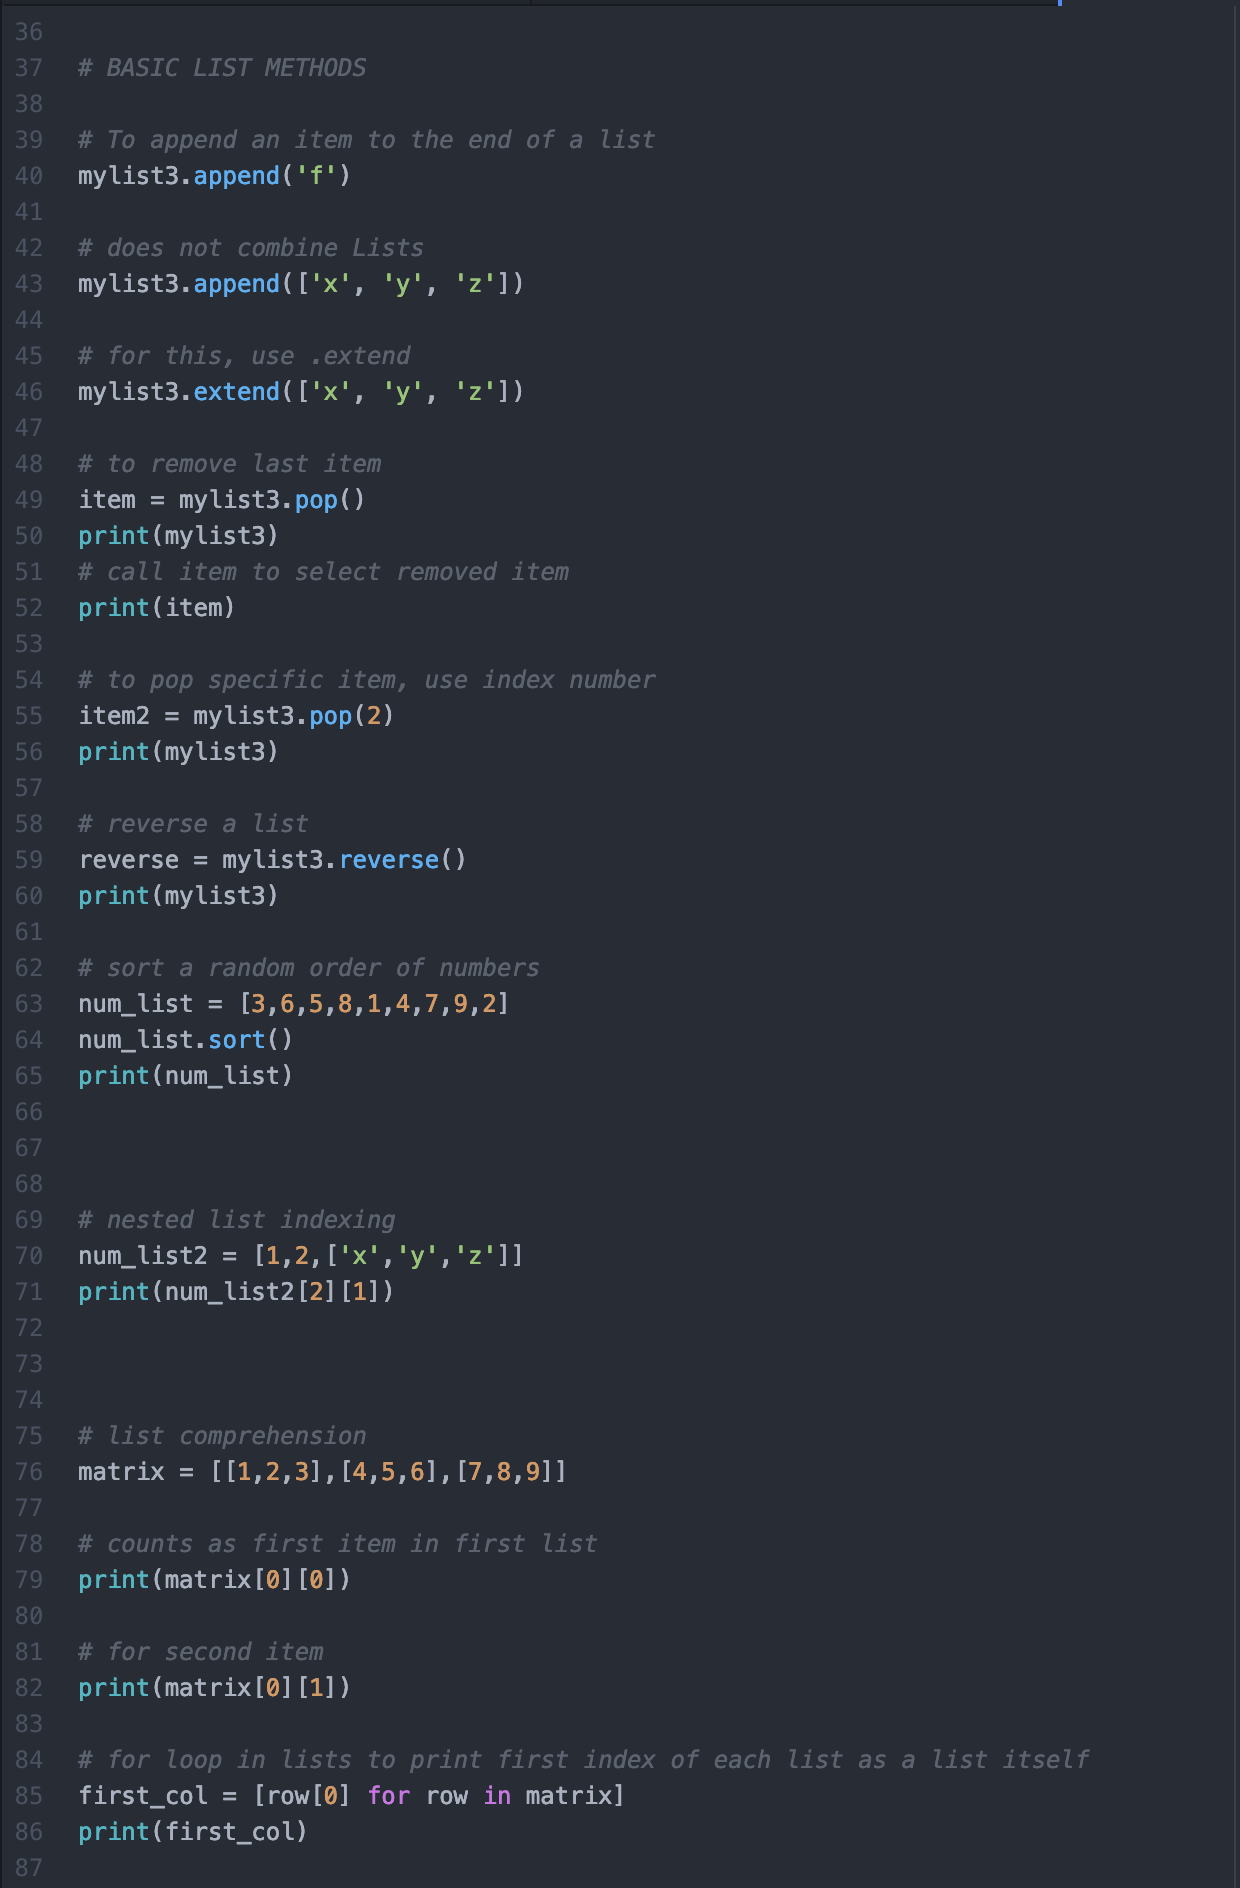 36
37 # BASIC LIST METHODS
38
39 # To append an item to the end of a list
40 mylist3.append('f')
41
42 # does not combine Lists
43 mylist3.append(['x', 'y', 'z'])
44
45 # for this, use .extend
46 mylist3.extend(['x', 'y', 'z'])
47
48 # to remove last item
49 item = mylist3.pop()
50 print(mylist3)
51 # call item to select removed item
52 print(item)
53
54 # to pop specific item, use index number
55 item2 = mylist3.pop(2)
56 print(mylist3)
57
58 # reverse a list
59 reverse = mylist3.reverse()
60 print(mylist3)
61
62 # sort a random order of numbers
63 num_list = [3,6,5,8,1,4,7,9,2]
64 num_list.sort()
65 print(num_list)
66
67
68
69 # nested list indexing
70 num_list2 = [1,2,['x','y','z']]
71 print(num_list2[2][1])
72
73
74
75 # list comprehension
76 matrix = [[1,2,3],[4,5,6],[7,8,9]]
77
78 # counts as first item in first list
79 print(matrix[0][0])
80
81 # for second item
82 print(matrix[0][1])
83
84 # for loop in lists to print first index of each list as a list itself
85 first_col = [row[0] for row in matrix]
86 print(first_col)
87